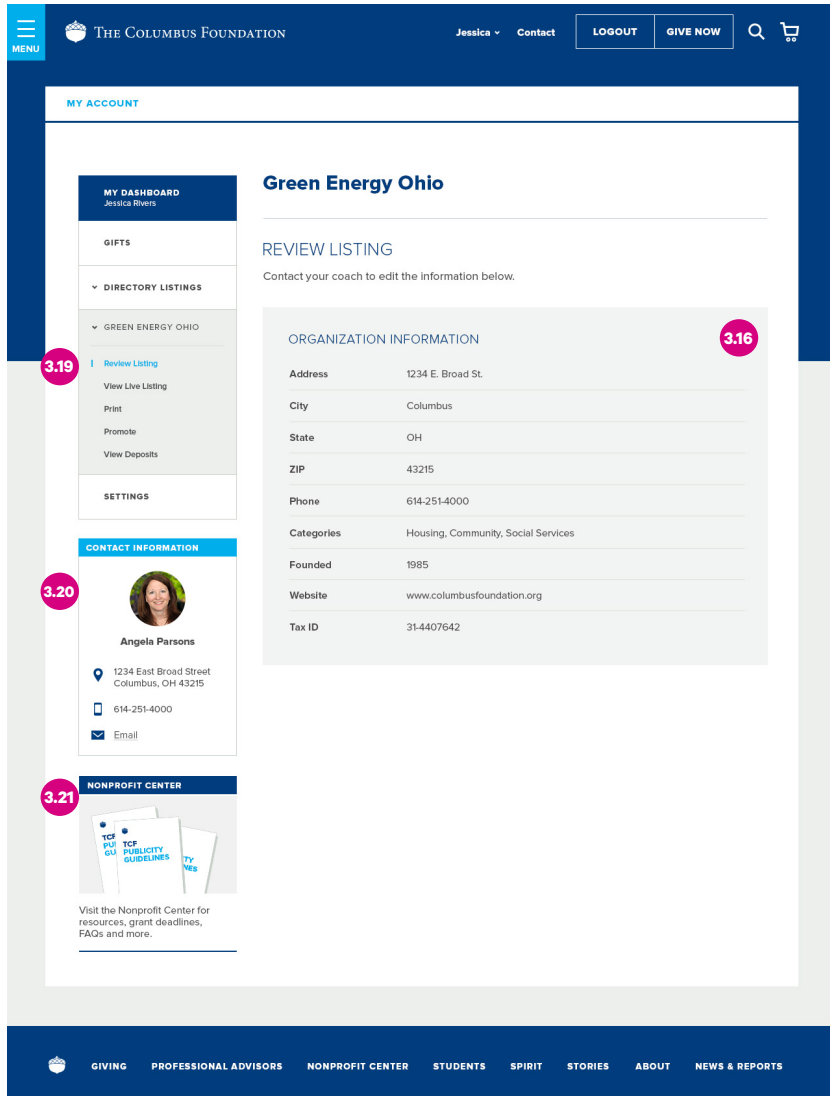 MENU
THE COLUMBUS FOUNDATION
Jessica
Contact
LOGOUT
GIVE NOW
MY ACCOUNT
MY DASHBOARD
Jessica Rivers
GIFTS
DIRECTORY LISTINGS
GREEN ENERGY OHIO
3.19
Review Listing
View Live Listing
Print
Promote
View Deposits
SETTINGS
CONTACT INFORMATION
3.20
Angela Parsons
1234 East Broad Street
Columbus, OH 43215
614-251-4000
Email
NONPROFIT CENTER
3.21
TCF
PU
GU
TCF
PUBLICITY
GUIDELINES
TY
NES
Visit the Nonprofit Center for
resources, grant deadlines,
FAQs and more.
Green Energy Ohio
REVIEW LISTING
Contact your coach to edit the information below.
ORGANIZATION INFORMATION
3.16
Address 1234 E. Broad St.
City Columbus
State OH
ZIP 43215
Phone 614-251-4000
Categories Housing, Community, Social Services
Founded 1985
Website www.columbusfoundation.org
Tax ID 31-4407642
GIVING PROFESSIONAL ADVISORS NONPROFIT CENTER STUDENTS SPIRIT STORIES ABOUT NEWS & REPORTS